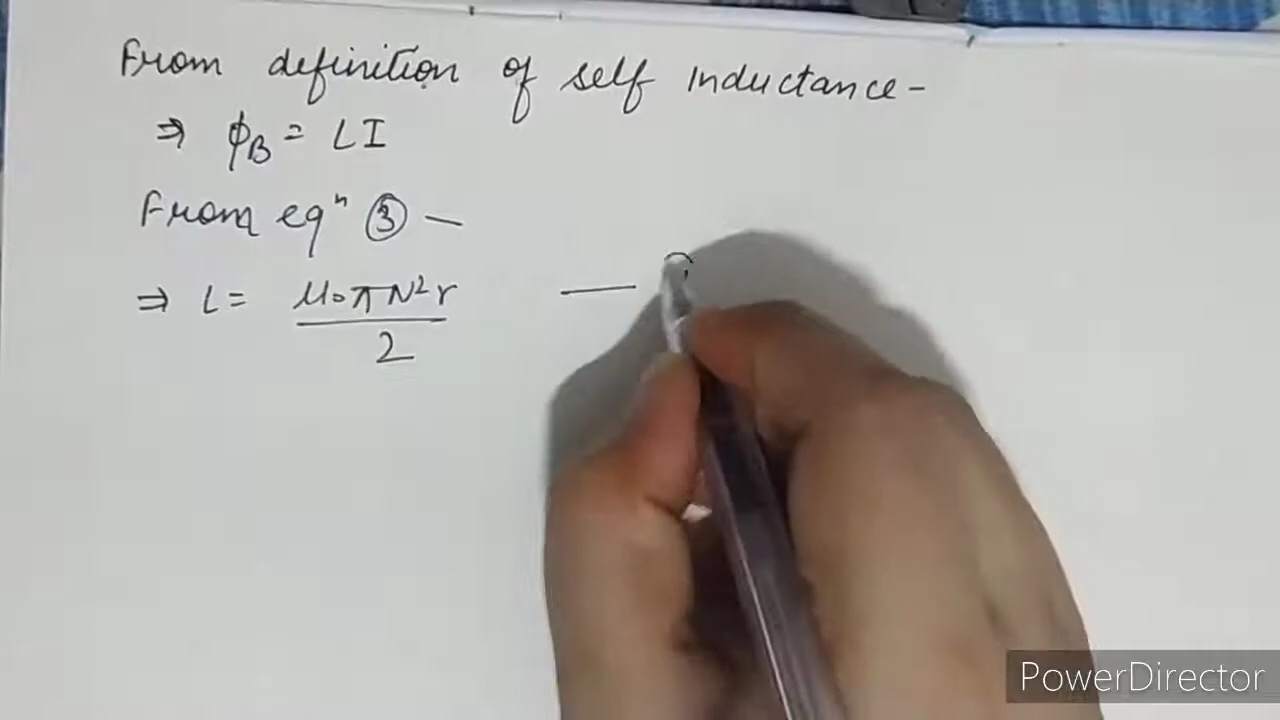 From definition of self Inductance -
⇒ ϕB = LI
From eqⁿ ③ —
⇒ L = μ₀πN²r / 2 —
PowerDirector